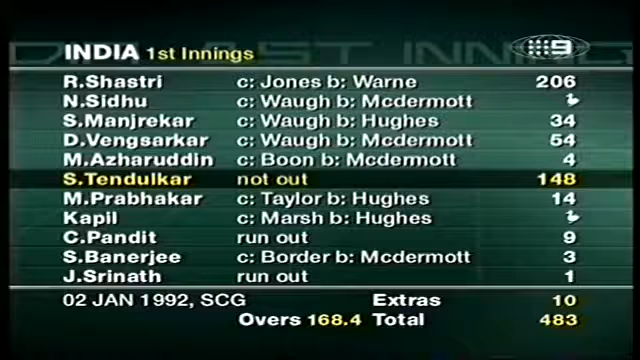 INDIA 1st Innings
9
R.Shastri c: Jones b: Warne 206
N.Sidhu c: Waugh b: Mcdermott
S.Manjrekar c: Waugh b: Hughes 34
D.Vengsarkar c: Waugh b: Mcdermott 54
M.Azharuddin c: Boon b: Mcdermott 4
S.Tendulkar not out 148
M.Prabhakar c: Taylor b: Hughes 14
Kapil c: Marsh b: Hughes
C.Pandit run out 9
S.Banerjee c: Border b: Mcdermott 3
J.Srinath run out 1
02 JAN 1992, SCG Extras 10
Overs 168.4 Total 483